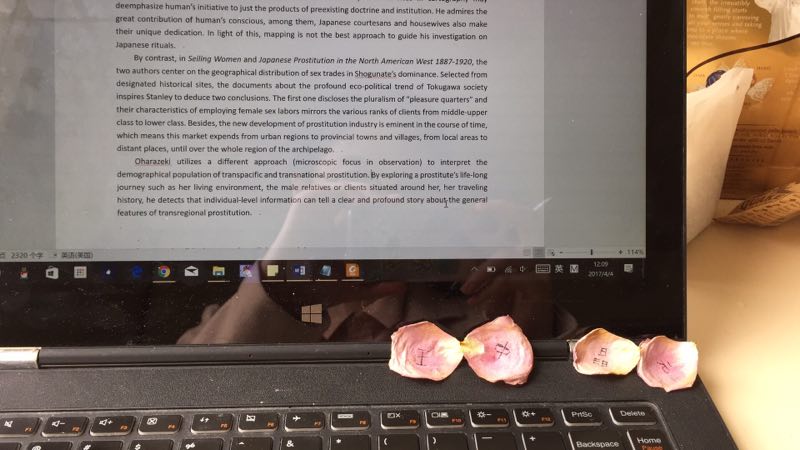 deemphasize human's initiative to just the products of preexisting doctrine and institution. He admires the
great contribution of human's conscious, among them, Japanese courtesans and housewives also make
their unique dedication. In light of this, mapping is not the best approach to guide his investigation on
Japanese rituals.
By contrast, in Selling Women and Japanese Prostitution in the North American West 1887-1920, the
two authors center on the geographical distribution of sex trades in Shogunate's dominance. Selected from
designated historical sites, the documents about the profound eco-political trend of Tokugawa society
inspires Stanley to deduce two conclusions. The first one discloses the pluralism of "pleasure quarters" and
their characteristics of employing female sex labors mirrors the various ranks of clients from middle-upper
class to lower class. Besides, the new development of prostitution industry is eminent in the course of time,
which means this market expends from urban regions to provincial towns and villages, from local areas to
distant places, until over the whole region of the archipelago.
Oharazeki utilizes a different approach (microscopic focus in observation) to interpret the
demographical population of transpacific and transnational prostitution. By exploring a prostitute's life-long
journey such as her living environment, the male relatives or clients situated around her, her traveling
history, he detects that individual-level information can tell a clear and profound story about the general
features of transregional prostitution.
2320 个字 英语(美国) 114%
英 M 12:09
2017/4/4
F1 F2 F3 F4 F5 F6 F7 F8 F9 F10 F11 F12 PrtSc Delete
Backspace Home
Pause